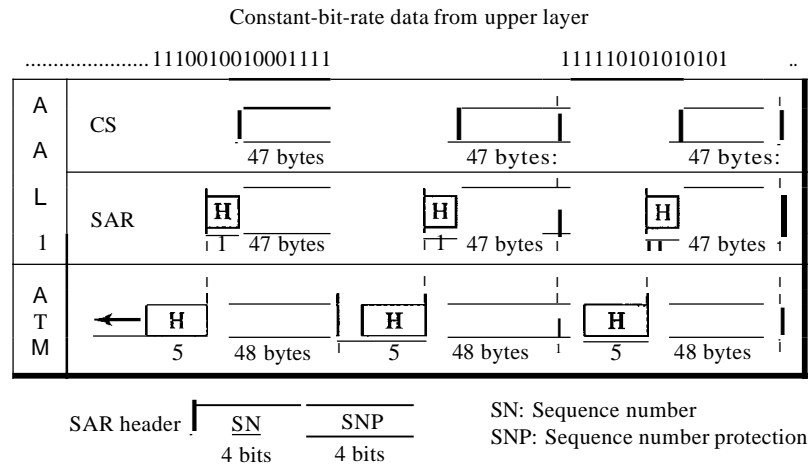 Constant-bit-rate data from upper layer
...................... 1110010010001111 111110101010101 ..
A A L 1
CS
47 bytes 47 bytes: 47 bytes:
SAR
H H H
1 47 bytes 1 47 bytes 47 bytes
A T M
H H H
5 48 bytes 5 48 bytes 5 48 bytes
SAR header SN SNP
4 bits 4 bits
SN: Sequence number
SNP: Sequence number protection